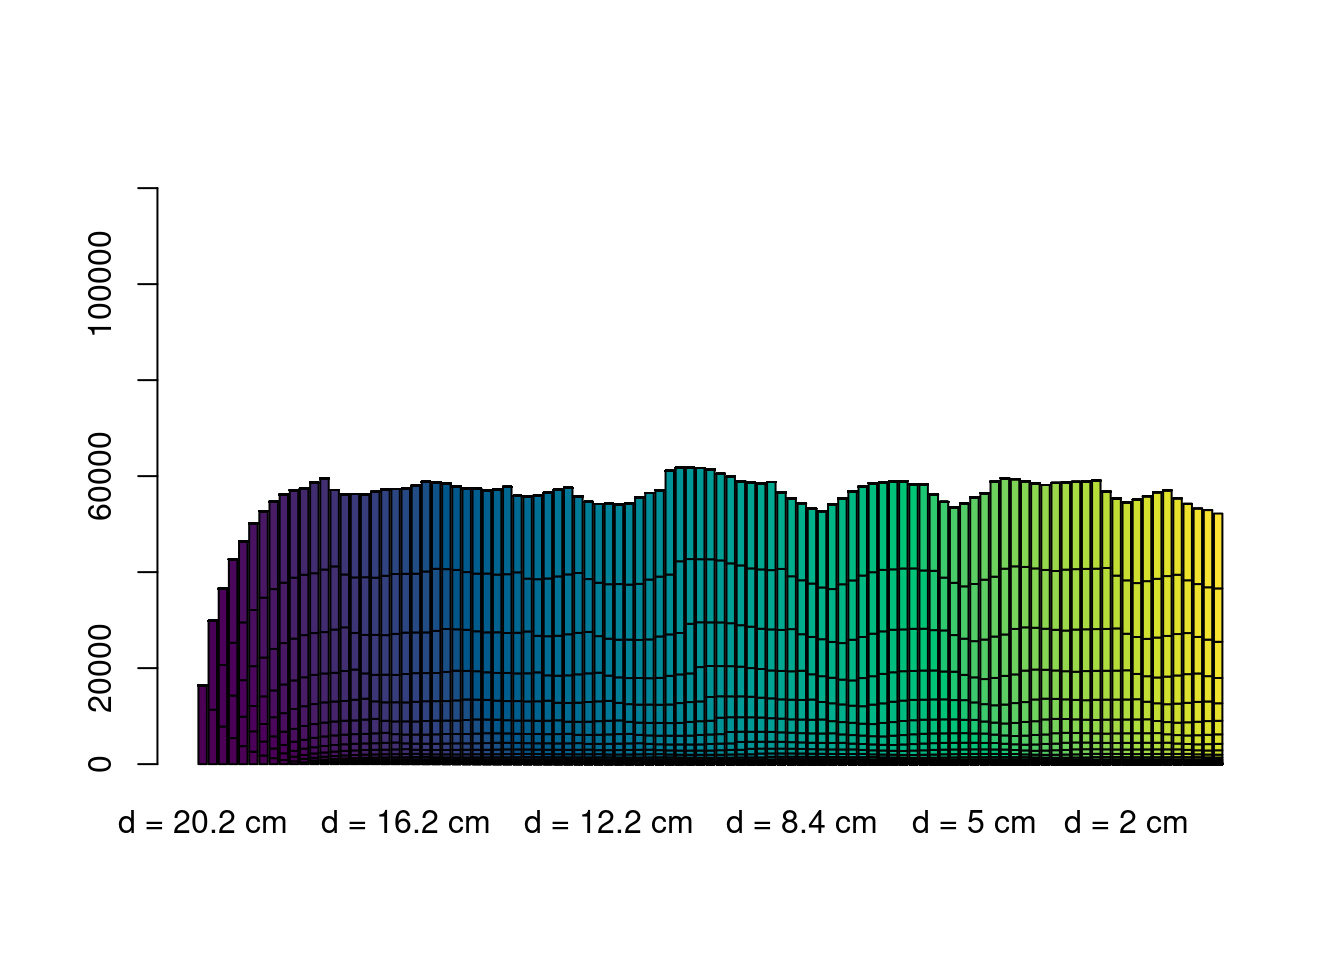 100000
60000
20000
0
d = 20.2 cm d = 16.2 cm d = 12.2 cm d = 8.4 cm d = 5 cm d = 2 cm